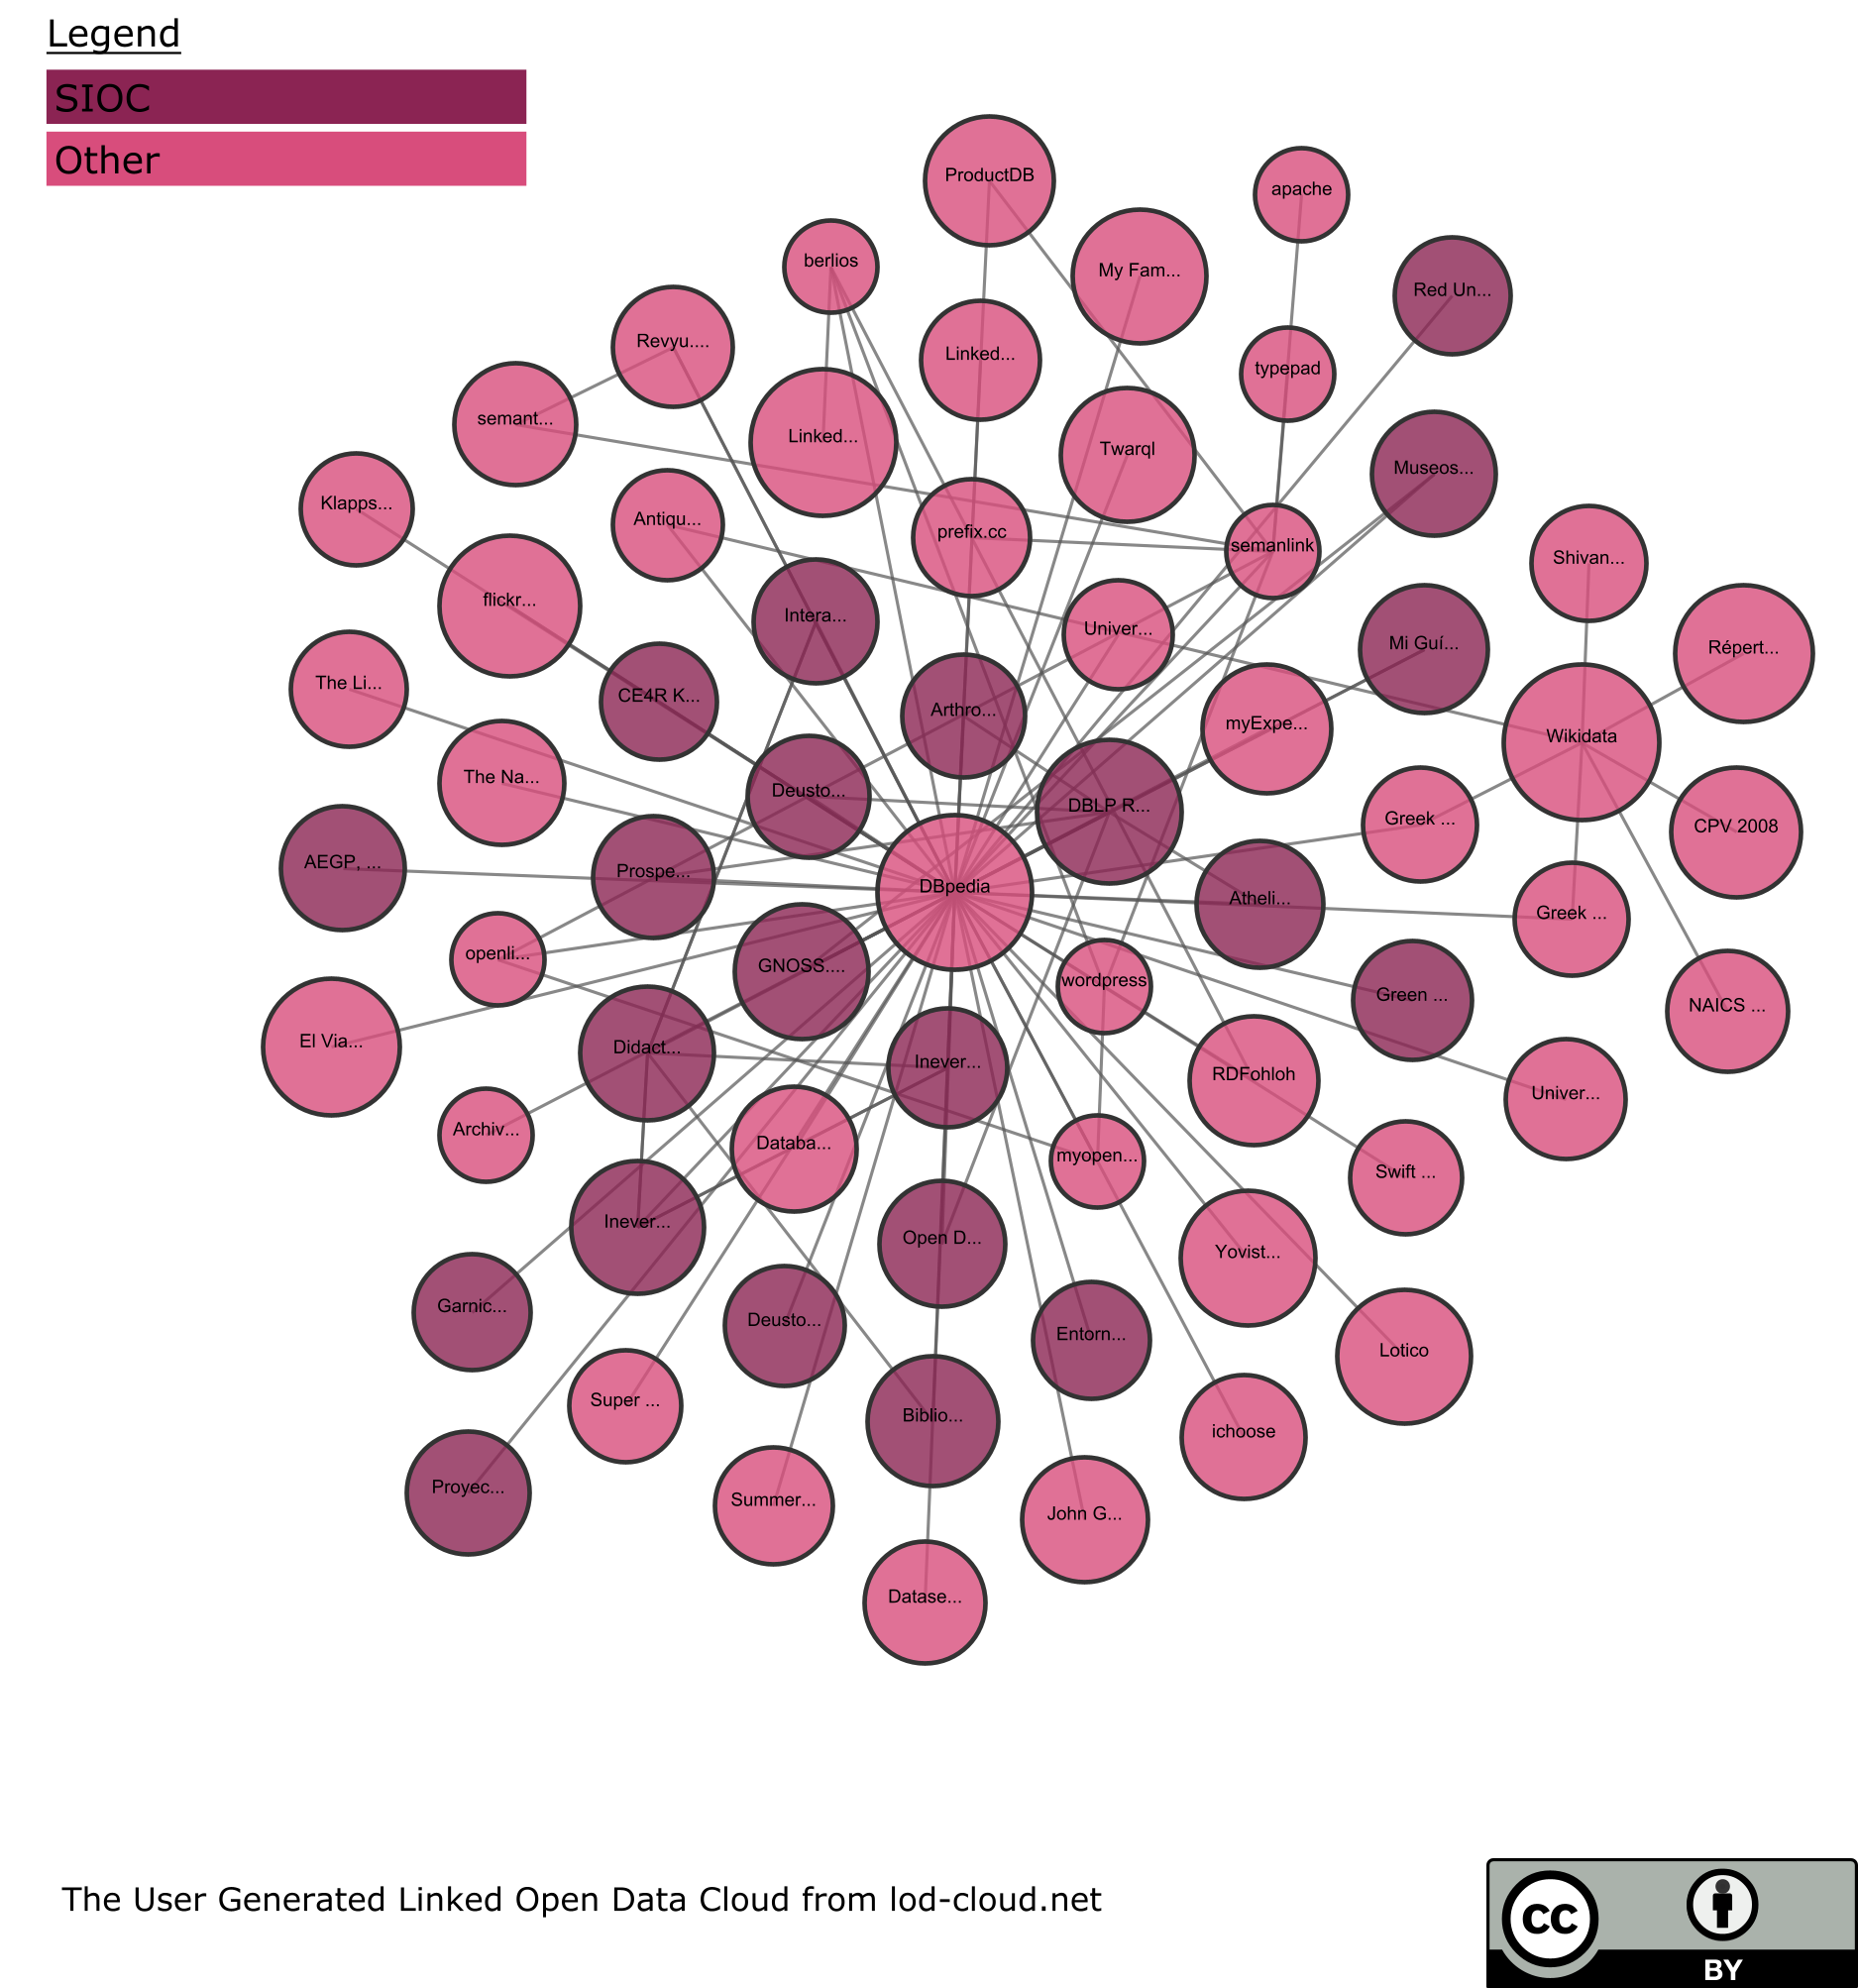 Legend
SIOC
Other
ProductDB
apache
berlios
My Fam...
Red Un...
Revyu....
Linked...
typepad
semant...
Linked...
Twarql
Museos...
Klapps...
Antiqu...
prefix.cc
semanlink
Shivan...
flickr...
Intera...
Univer...
Mi Guí...
Répert...
The Li...
CE4R K...
Arthro...
myExpe...
Wikidata
The Na...
Deusto...
DBLP R...
Greek ...
CPV 2008
AEGP, ...
Prospe...
DBpedia
Atheli...
Greek ...
openli...
GNOSS....
wordpress
Green ...
NAICS ...
El Via...
Didact...
Inever...
RDFohloh
Univer...
Archiv...
Databa...
myopen...
Swift ...
Inever...
Open D...
Yovist...
Garnic...
Deusto...
Entorn...
Lotico
Super ...
Biblio...
ichoose
Proyec...
Summer...
John G...
Datase...
The User Generated Linked Open Data Cloud from lod-cloud.net
cc
BY